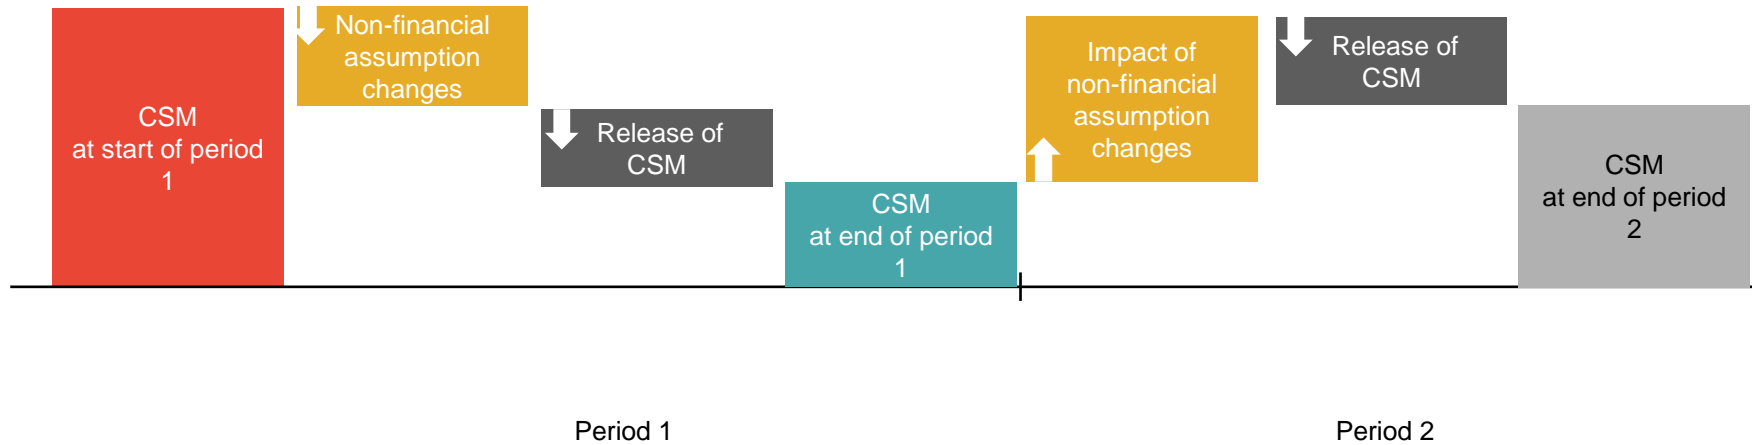 CSM
at start of period
1
Non-financial
assumption
changes
Release of
CSM
CSM
at end of period
1
Impact of
non-financial
assumption
changes
Release of
CSM
CSM
at end of period
2
Period 1
Period 2